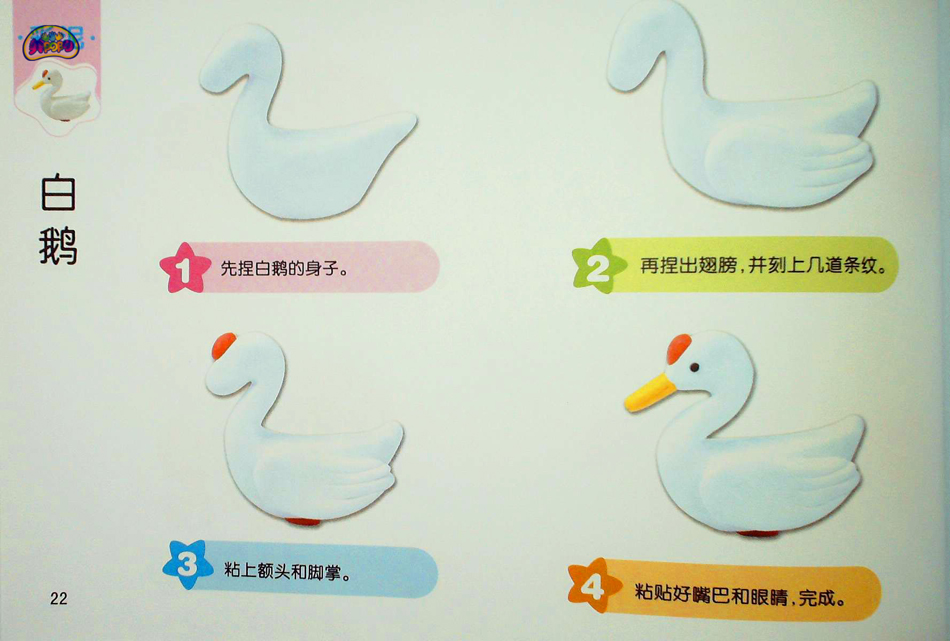 白鹅
1
先捏白鹅的身子。
2
再捏出翅膀，并刻上几道条纹。
3
粘上额头和脚掌。
4
粘贴好嘴巴和眼睛，完成。
22